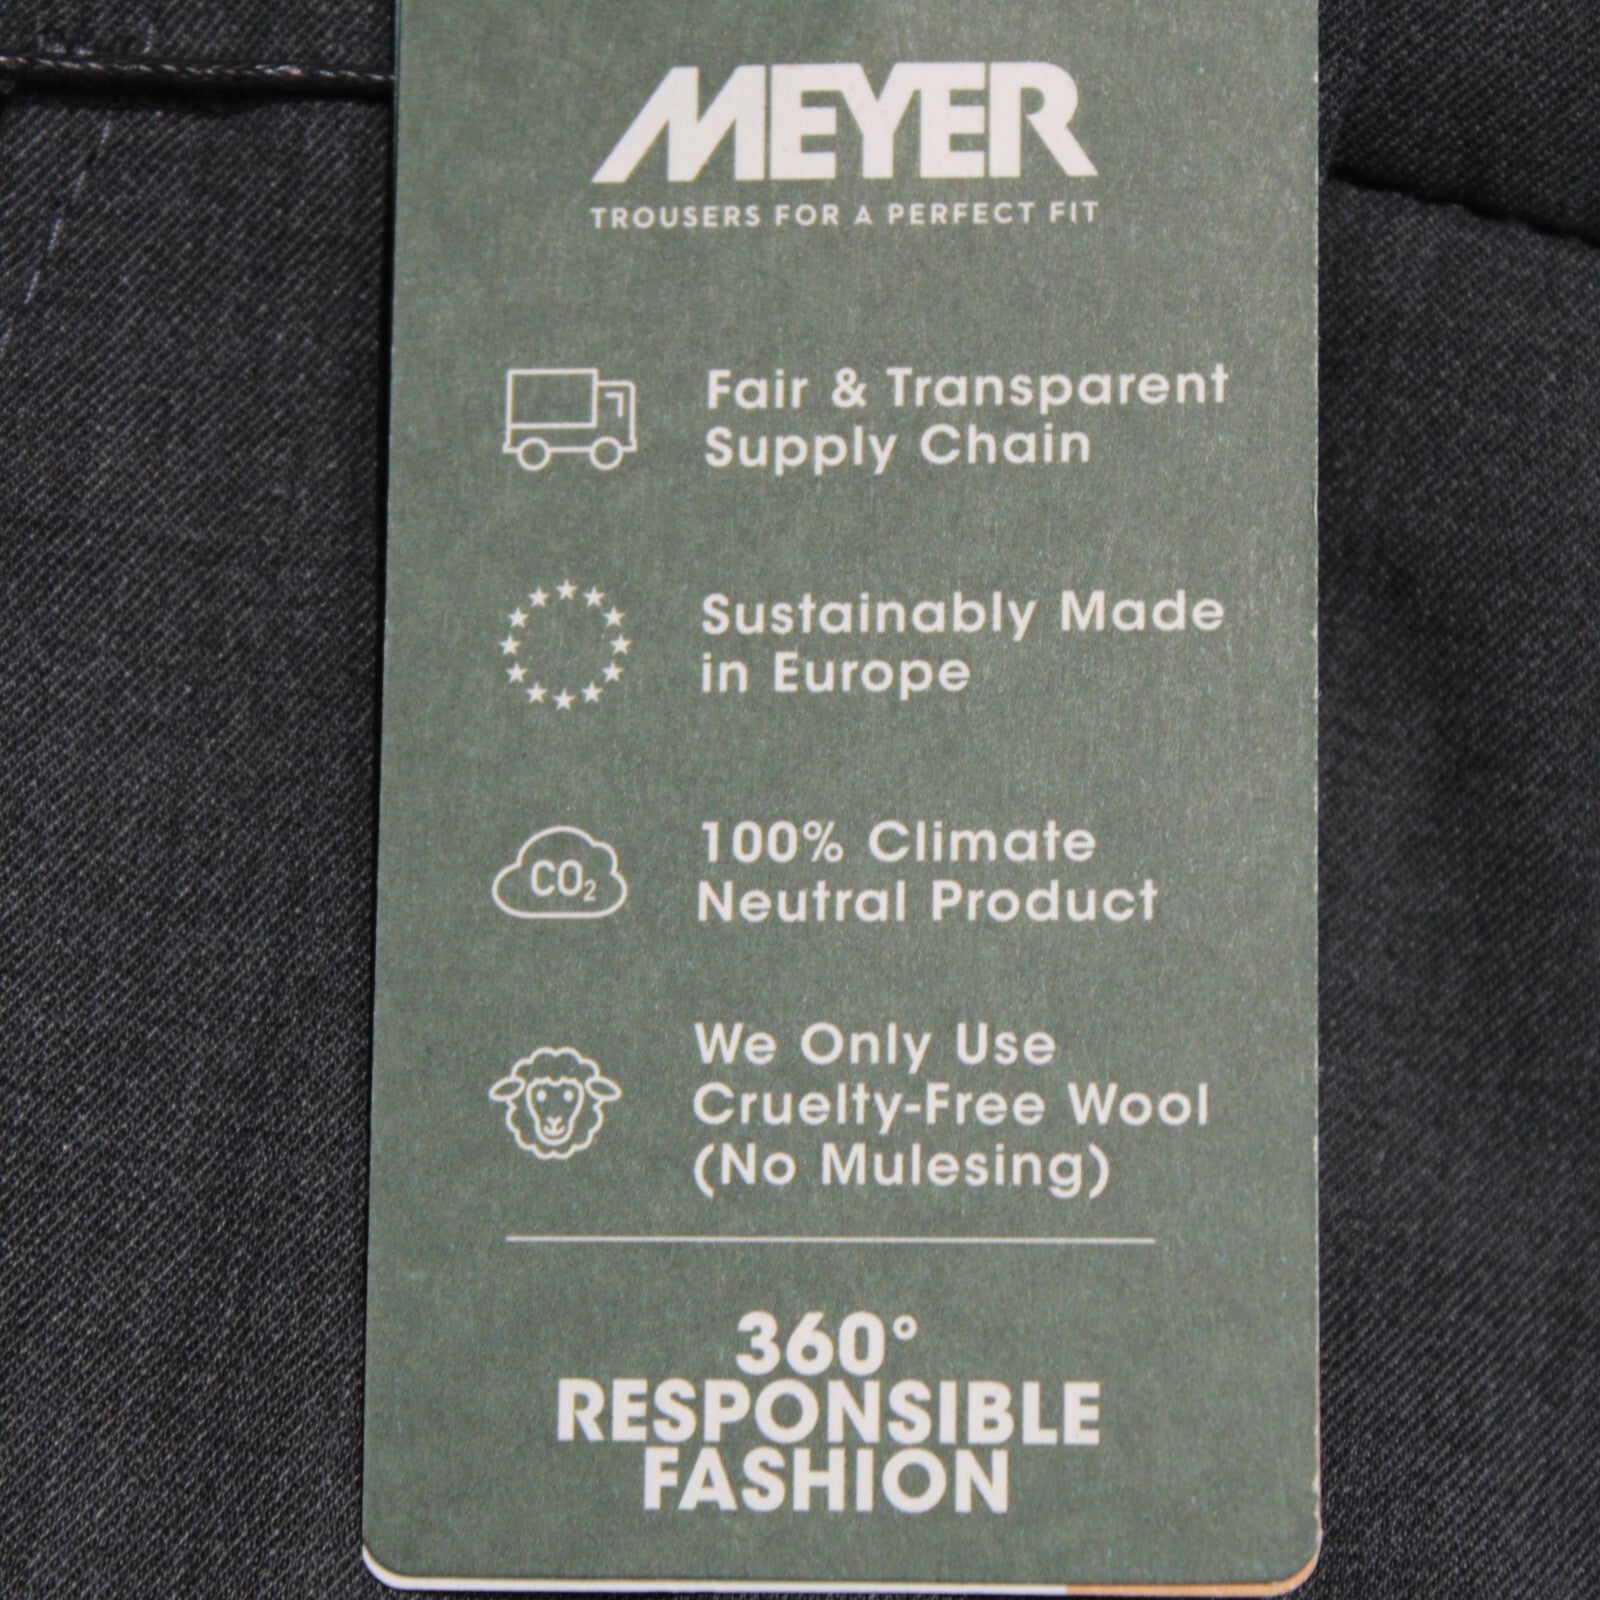 MEYER
TROUSERS FOR A PERFECT FIT
Fair & Transparent
Supply Chain
Sustainably Made
in Europe
CO₂
100% Climate
Neutral Product
We Only Use
Cruelty-Free Wool
(No Mulesing)
360°
RESPONSIBLE
FASHION